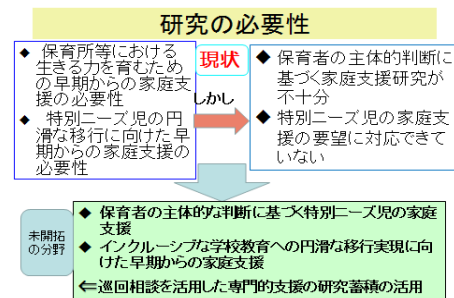 研究の必要性
◆ 保育所等における
生きる力を育むため
の早期からの家庭支
援の必要性
◆ 特別ニーズ児の円
滑な移行に向けた早
期からの家庭支援の
必要性
現状
しかし
◆ 保育者の主体的判断に
基づく家庭支援研究が
不十分
◆ 特別ニーズ児の家庭支
援の要望に対応できて
いない
未開拓
の分野
◆ 保育者の主体的な判断に基づく特別ニーズ児の家庭
支援
◆ インクルーシブな学校教育への円滑な移行実現に向
けた早期からの家庭支援
⇐巡回相談を活用した専門的支援の研究蓄積の活用